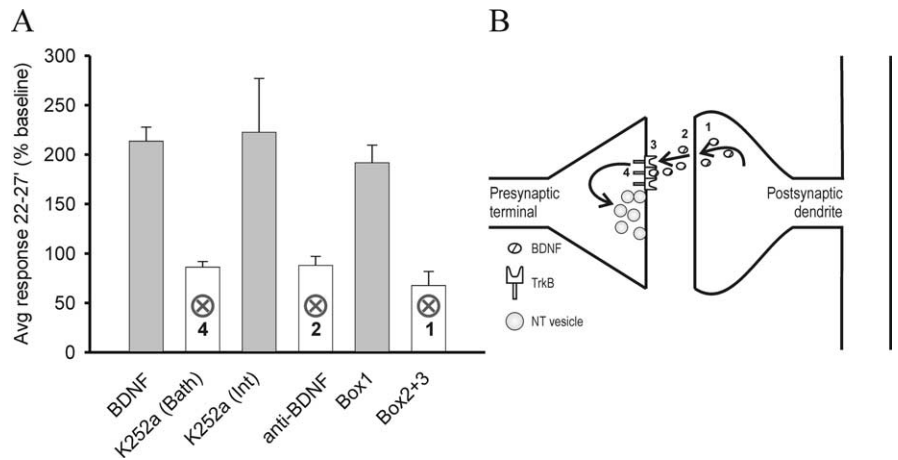 A
Avg response 22-27' (% baseline)
300
250
200
150
100
50
0
4
2
1
BDNF
K252a (Bath)
K252a (Int)
anti-BDNF
Box1
Box2+3
B
1
2
3
4
Presynaptic
terminal
Postsynaptic
dendrite
BDNF
TrkB
NT vesicle